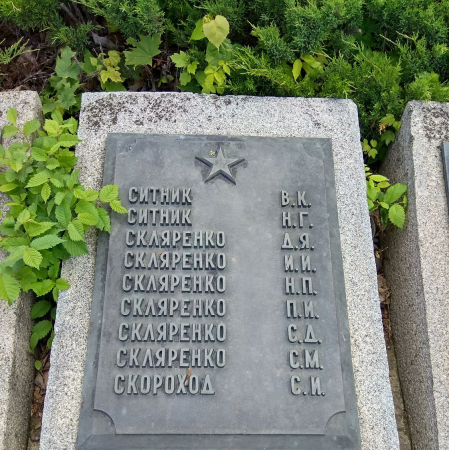 СИТНИК В.К.
СИТНИК Н.Г.
СКЛЯРЕНКО Д.Я.
СКЛЯРЕНКО И.И.
СКЛЯРЕНКО Н.П.
СКЛЯРЕНКО П.И.
СКЛЯРЕНКО С.Д.
СКЛЯРЕНКО С.М.
СКОРОХОД С.И.